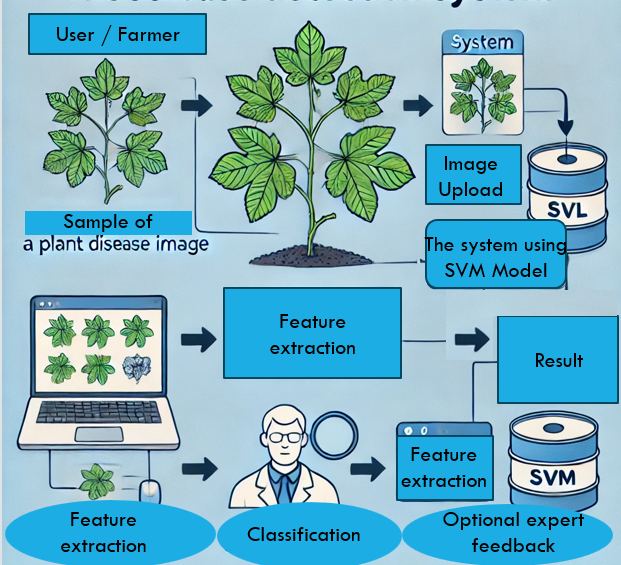 User / Farmer
System
Image
Upload
SVL
Sample of
a plant disease image
The system using
SVM Model
Feature
extraction
Result
Feature
extraction
SVM
Feature
extraction
Classification
Optional expert
feedback